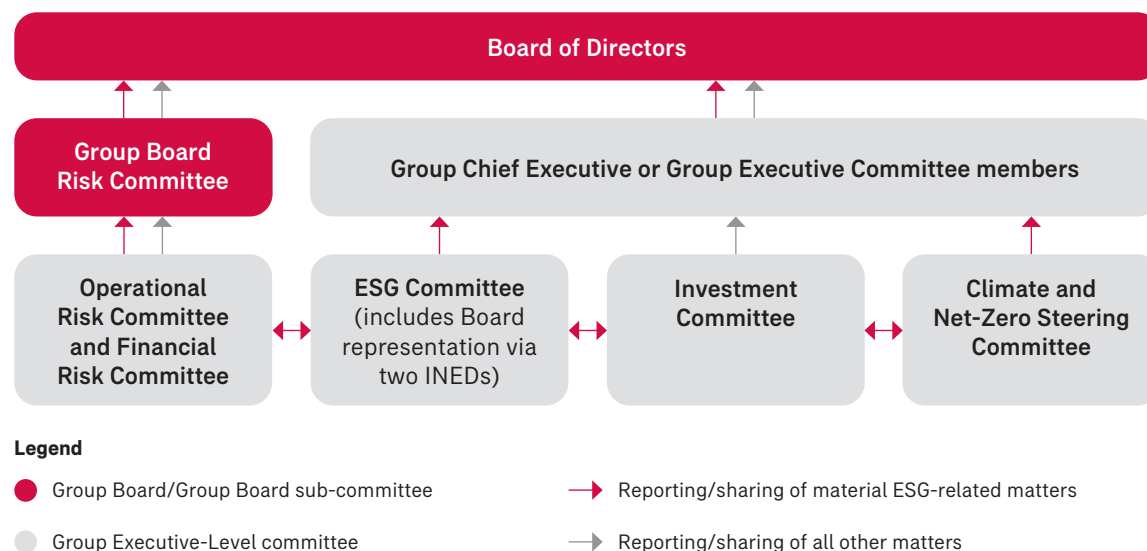 Board of Directors
Group Board
Risk Committee
Group Chief Executive or Group Executive Committee members
Operational
Risk Committee
and Financial
Risk Committee
ESG Committee
(includes Board
representation via
two INEDs)
Investment
Committee
Climate and
Net-Zero Steering
Committee
Legend
Group Board/Group Board sub-committee
Reporting/sharing of material ESG-related matters
Group Executive-Level committee
Reporting/sharing of all other matters